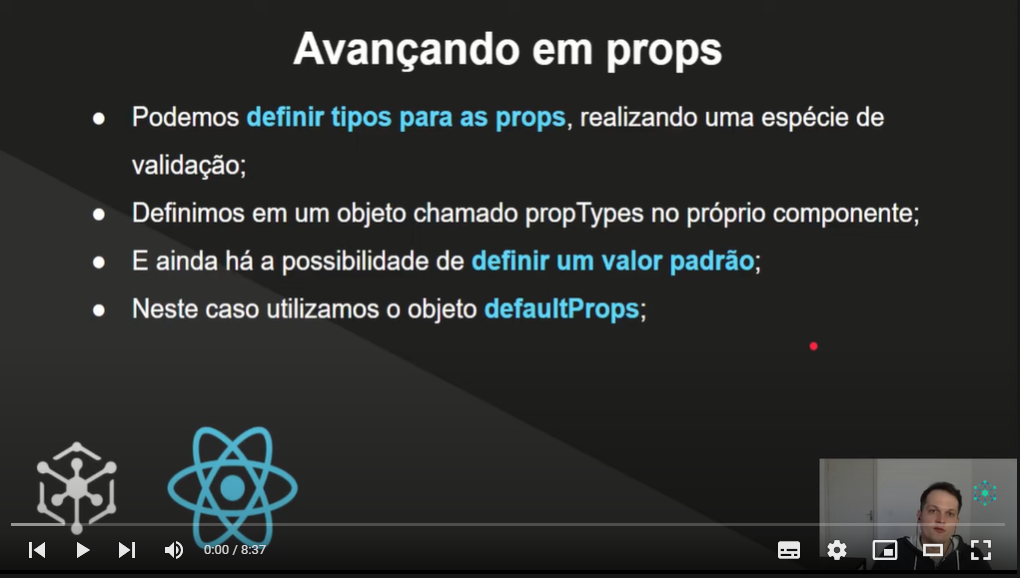 Avançando em props
● Podemos definir tipos para as props, realizando uma espécie de
validação;
● Definimos em um objeto chamado propTypes no próprio componente;
● E ainda há a possibilidade de definir um valor padrão;
● Neste caso utilizamos o objeto defaultProps;
0:00 / 8:37